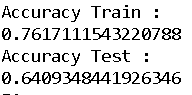 Accuracy Train :
0.7617111543220788
Accuracy Test :
0.6409348441926346